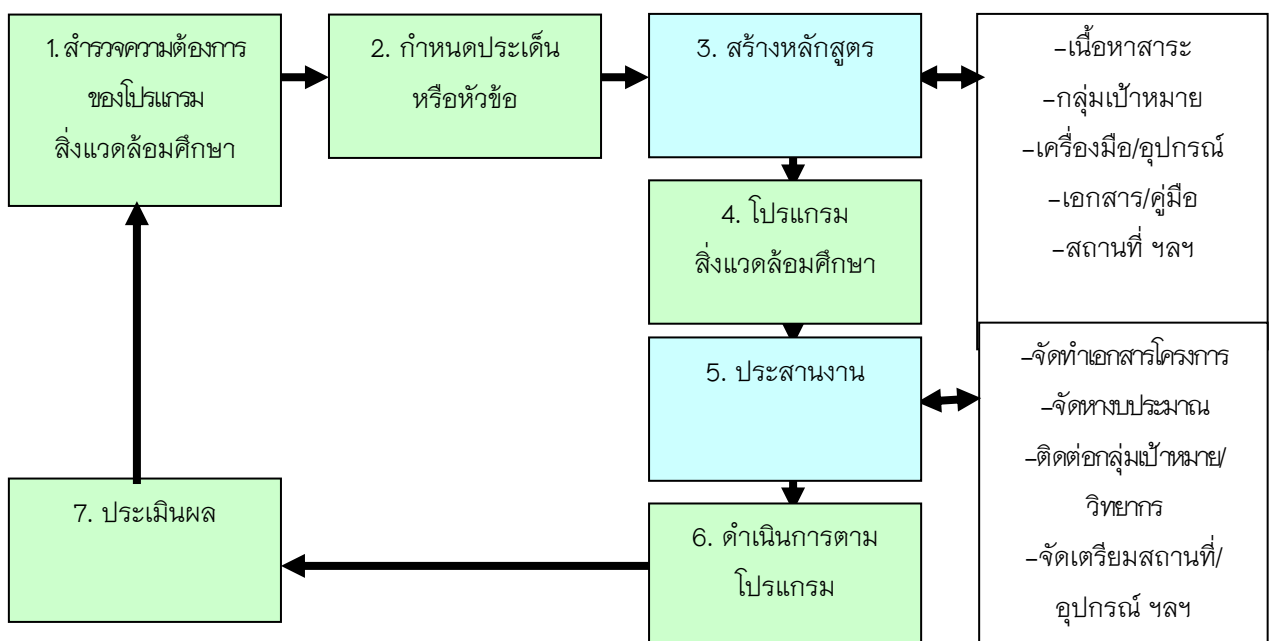 1. สำรวจความต้องการ
ของโปรแกรม
สิ่งแวดล้อมศึกษา
2. กำหนดประเด็น
หรือหัวข้อ
3. สร้างหลักสูตร
–เนื้อหาสาระ
–กลุ่มเป้าหมาย
–เครื่องมือ/อุปกรณ์
–เอกสาร/คู่มือ
–สถานที่ ฯลฯ
4. โปรแกรม
สิ่งแวดล้อมศึกษา
5. ประสานงาน
–จัดทำเอกสารโครงการ
–จัดหางบประมาณ
–ติดต่อกลุ่มเป้าหมาย/
วิทยากร
–จัดเตรียมสถานที่/
อุปกรณ์ ฯลฯ
6. ดำเนินการตาม
โปรแกรม
7. ประเมินผล